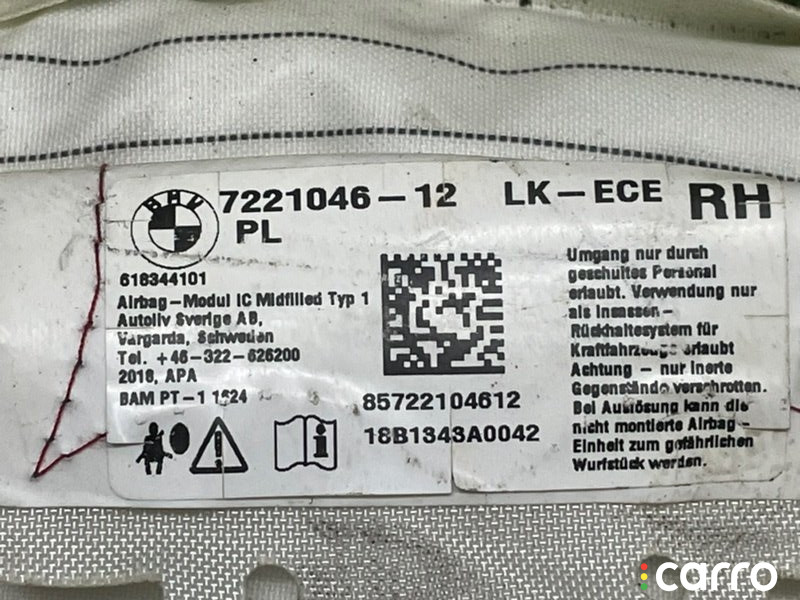 BMW
7221046-12 LK-ECE RH
PL
618344101
Airbag-Modul IC Midfilled Typ 1
Autoliv Sverige AB,
Vargarda, Schweden
Tel. +46-322-626200
2018, APA
BAM PT-1 1624
85722104612
18B1343A0042
Umgang nur durch
geschultes Personal
erlaubt. Verwendung nur
als Insassen-
Rückhaltesystem für
Kraftfahrzeuge erlaubt
Achtung - nur inerte
Gegenstände verschrotten.
Bei Auslösung kann die
nicht montierte Airbag-
Einheit zum gefährlichen
Wurfstück werden.
carro